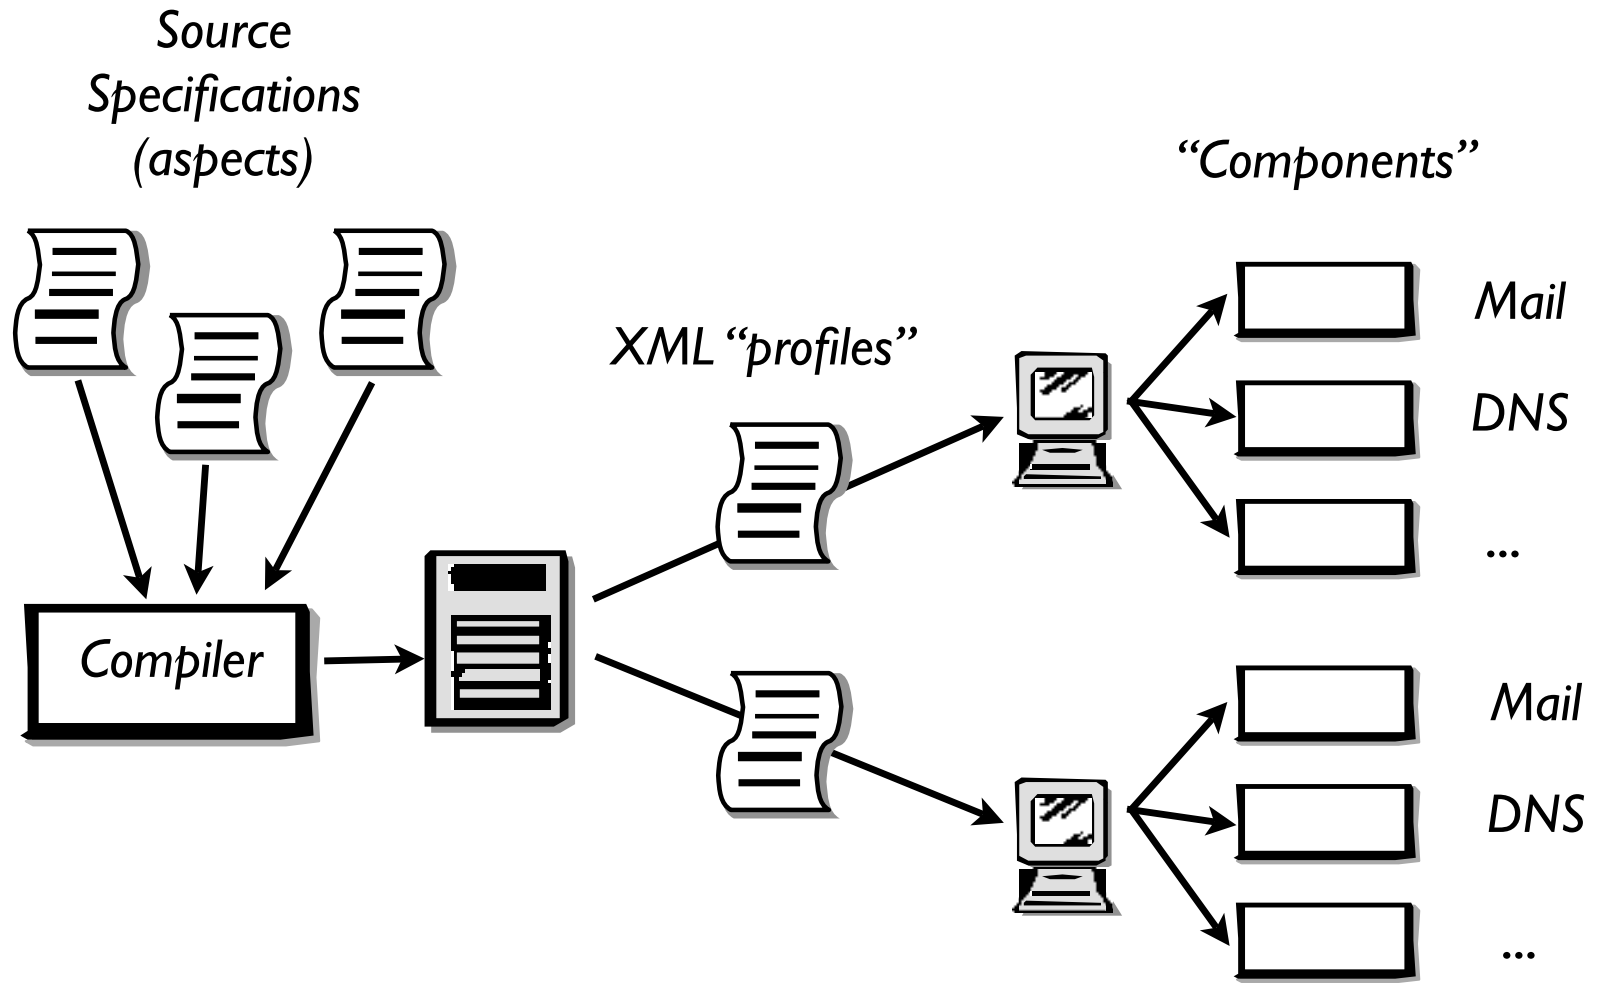 Source
Specifications
(aspects)
“Components”
Mail
XML “profiles”
DNS
...
Compiler
Mail
DNS
...